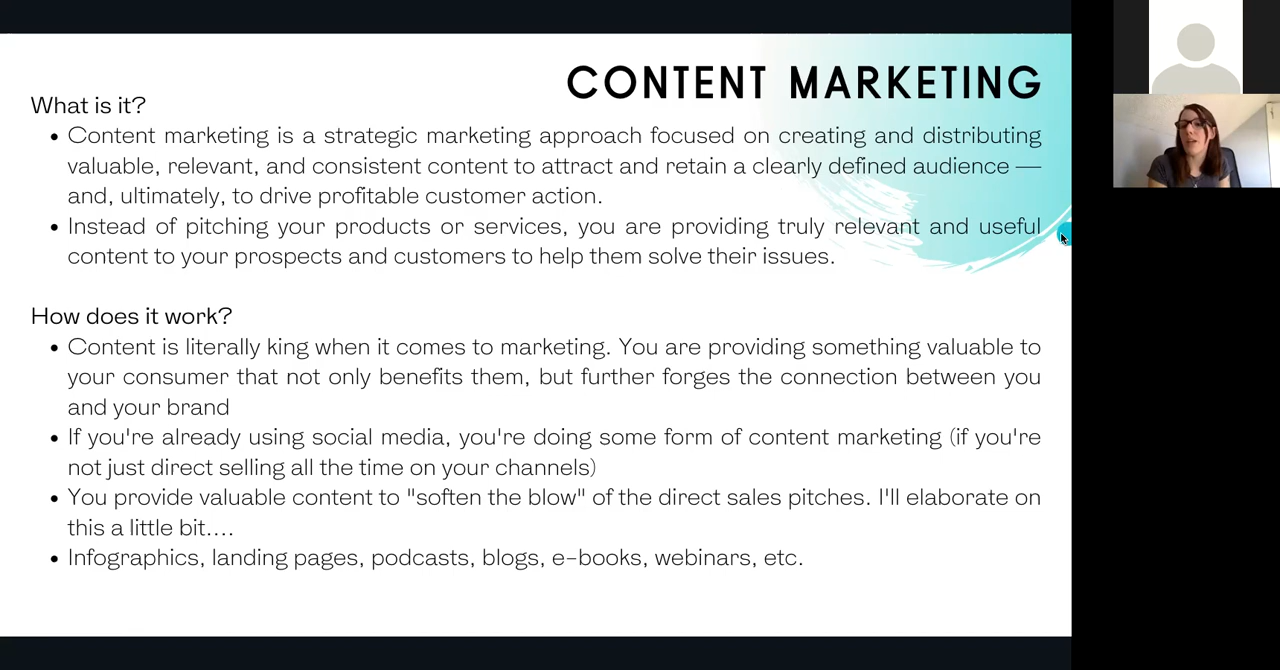 CONTENT MARKETING
What is it?
• Content marketing is a strategic marketing approach focused on creating and distributing
valuable, relevant, and consistent content to attract and retain a clearly defined audience —
and, ultimately, to drive profitable customer action.
• Instead of pitching your products or services, you are providing truly relevant and useful
content to your prospects and customers to help them solve their issues.
How does it work?
• Content is literally king when it comes to marketing. You are providing something valuable to
your consumer that not only benefits them, but further forges the connection between you
and your brand
• If you're already using social media, you're doing some form of content marketing (if you're
not just direct selling all the time on your channels)
• You provide valuable content to "soften the blow" of the direct sales pitches. I'll elaborate on
this a little bit....
• Infographics, landing pages, podcasts, blogs, e-books, webinars, etc.